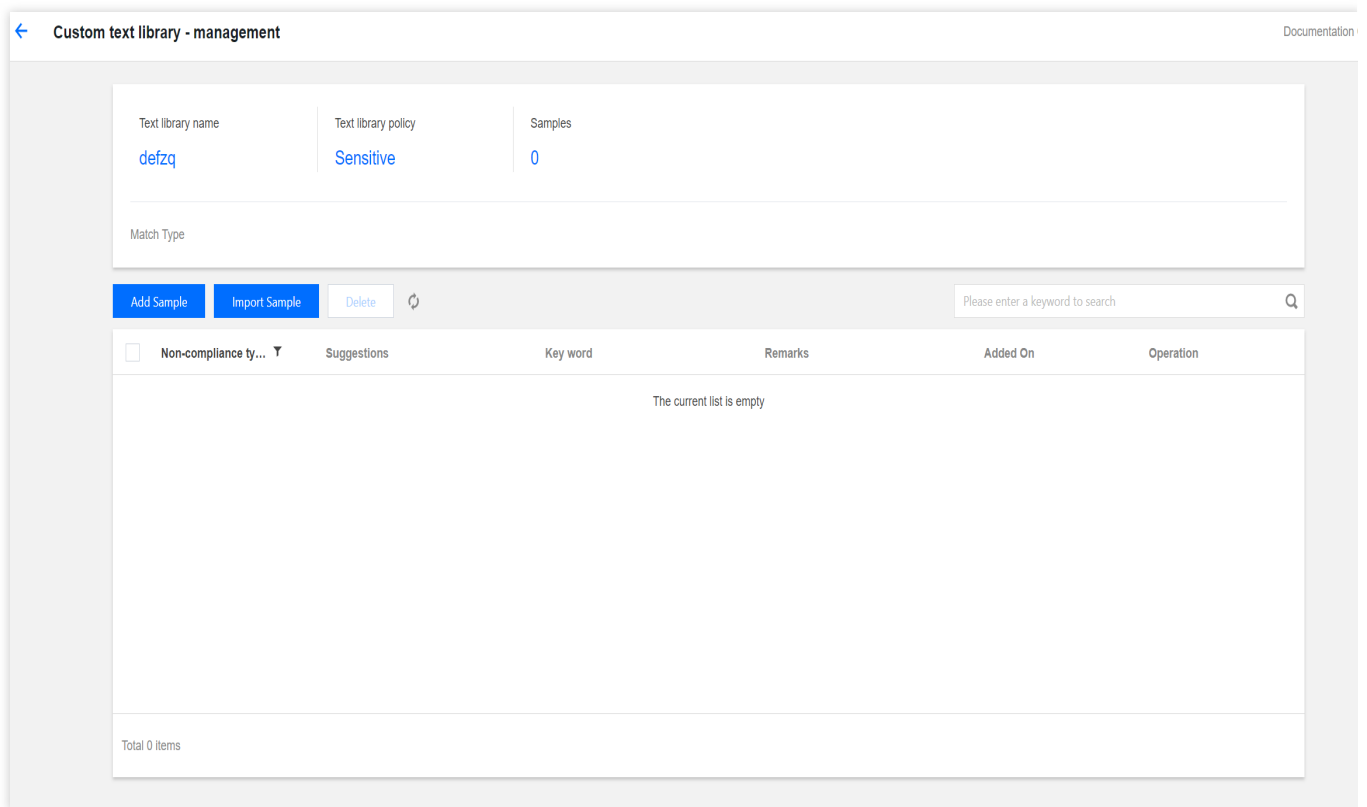 Custom text library - management
Documentation
Text library name
Text library policy
Samples
defzq
Sensitive
0
Match Type
Add Sample
Import Sample
Delete
Please enter a keyword to search
Non-compliance ty...
Suggestions
Key word
Remarks
Added On
Operation
The current list is empty
Total 0 items